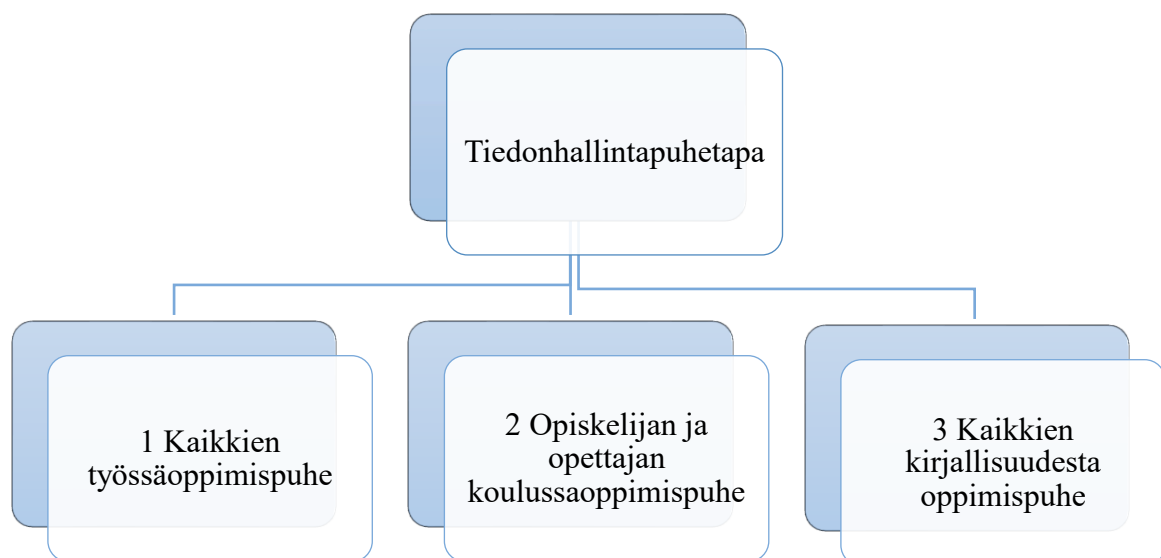 Tiedonhallintapuhetapa
1 Kaikkien
työssäoppimispuhe
2 Opiskelijan ja
opettajan
koulussaoppimispuhe
3 Kaikkien
kirjallisuudesta
oppimispuhe